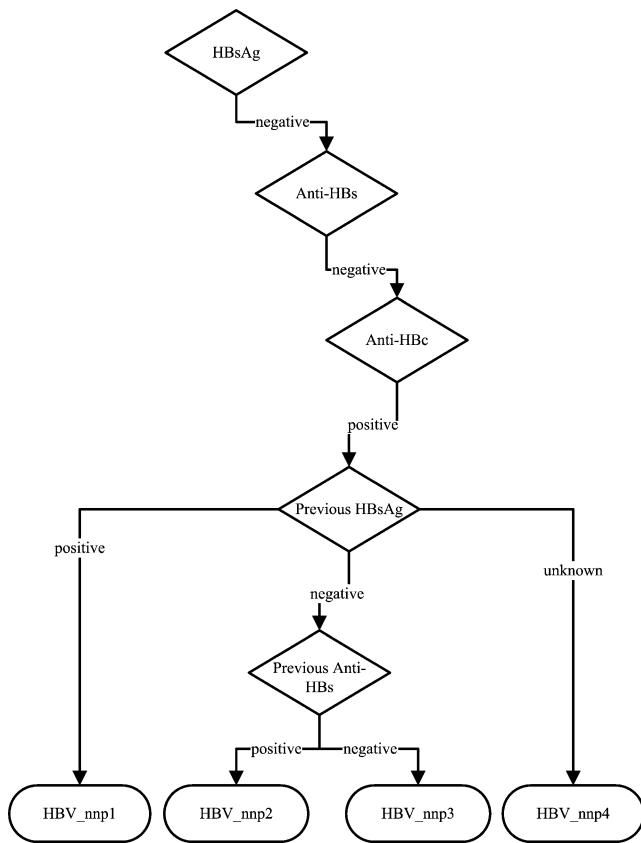 HBsAg
negative
Anti-HBs
negative
Anti-HBc
positive
Previous HBsAg
positive
unknown
negative
Previous Anti-
HBs
positive
negative
HBV_nnp1
HBV_nnp2
HBV_nnp3
HBV_nnp4